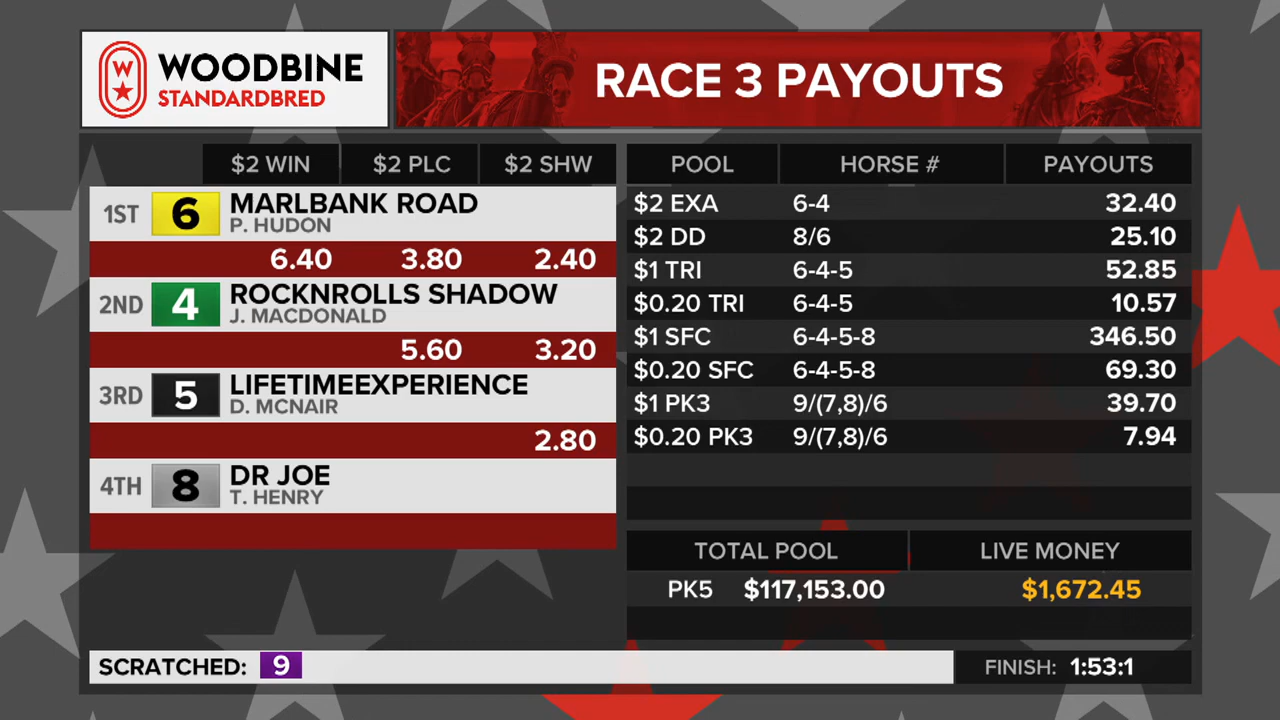 WOODBINE
STANDARDBRED
RACE 3 PAYOUTS
$2 WIN $2 PLC $2 SHW
1ST 6 MARLBANK ROAD
P. HUDON
6.40 3.80 2.40
2ND 4 ROCKNROLLS SHADOW
J. MACDONALD
5.60 3.20
3RD 5 LIFETIMEEXPERIENCE
D. MCNAIR
2.80
4TH 8 DR JOE
T. HENRY
POOL HORSE # PAYOUTS
$2 EXA 6-4 32.40
$2 DD 8/6 25.10
$1 TRI 6-4-5 52.85
$0.20 TRI 6-4-5 10.57
$1 SFC 6-4-5-8 346.50
$0.20 SFC 6-4-5-8 69.30
$1 PK3 9/(7,8)/6 39.70
$0.20 PK3 9/(7,8)/6 7.94
TOTAL POOL LIVE MONEY
PK5 $117,153.00 $1,672.45
SCRATCHED: 9
FINISH: 1:53:1